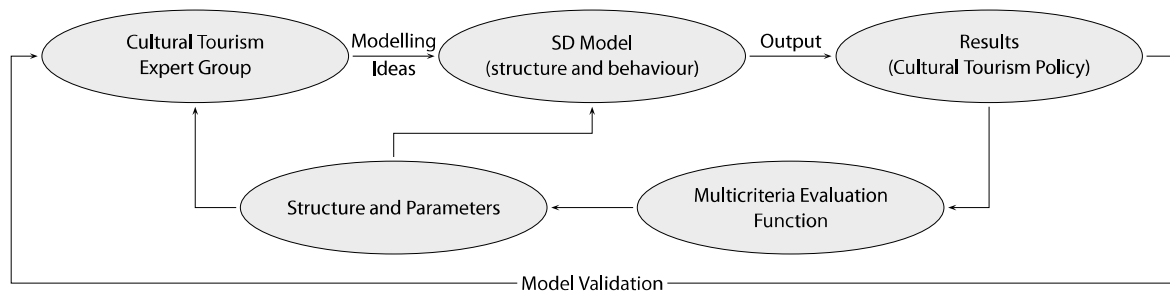 Cultural Tourism
Expert Group
Modelling
Ideas
SD Model
(structure and behaviour)
Output
Results
(Cultural Tourism Policy)
Structure and Parameters
Multicriteria Evaluation
Function
Model Validation